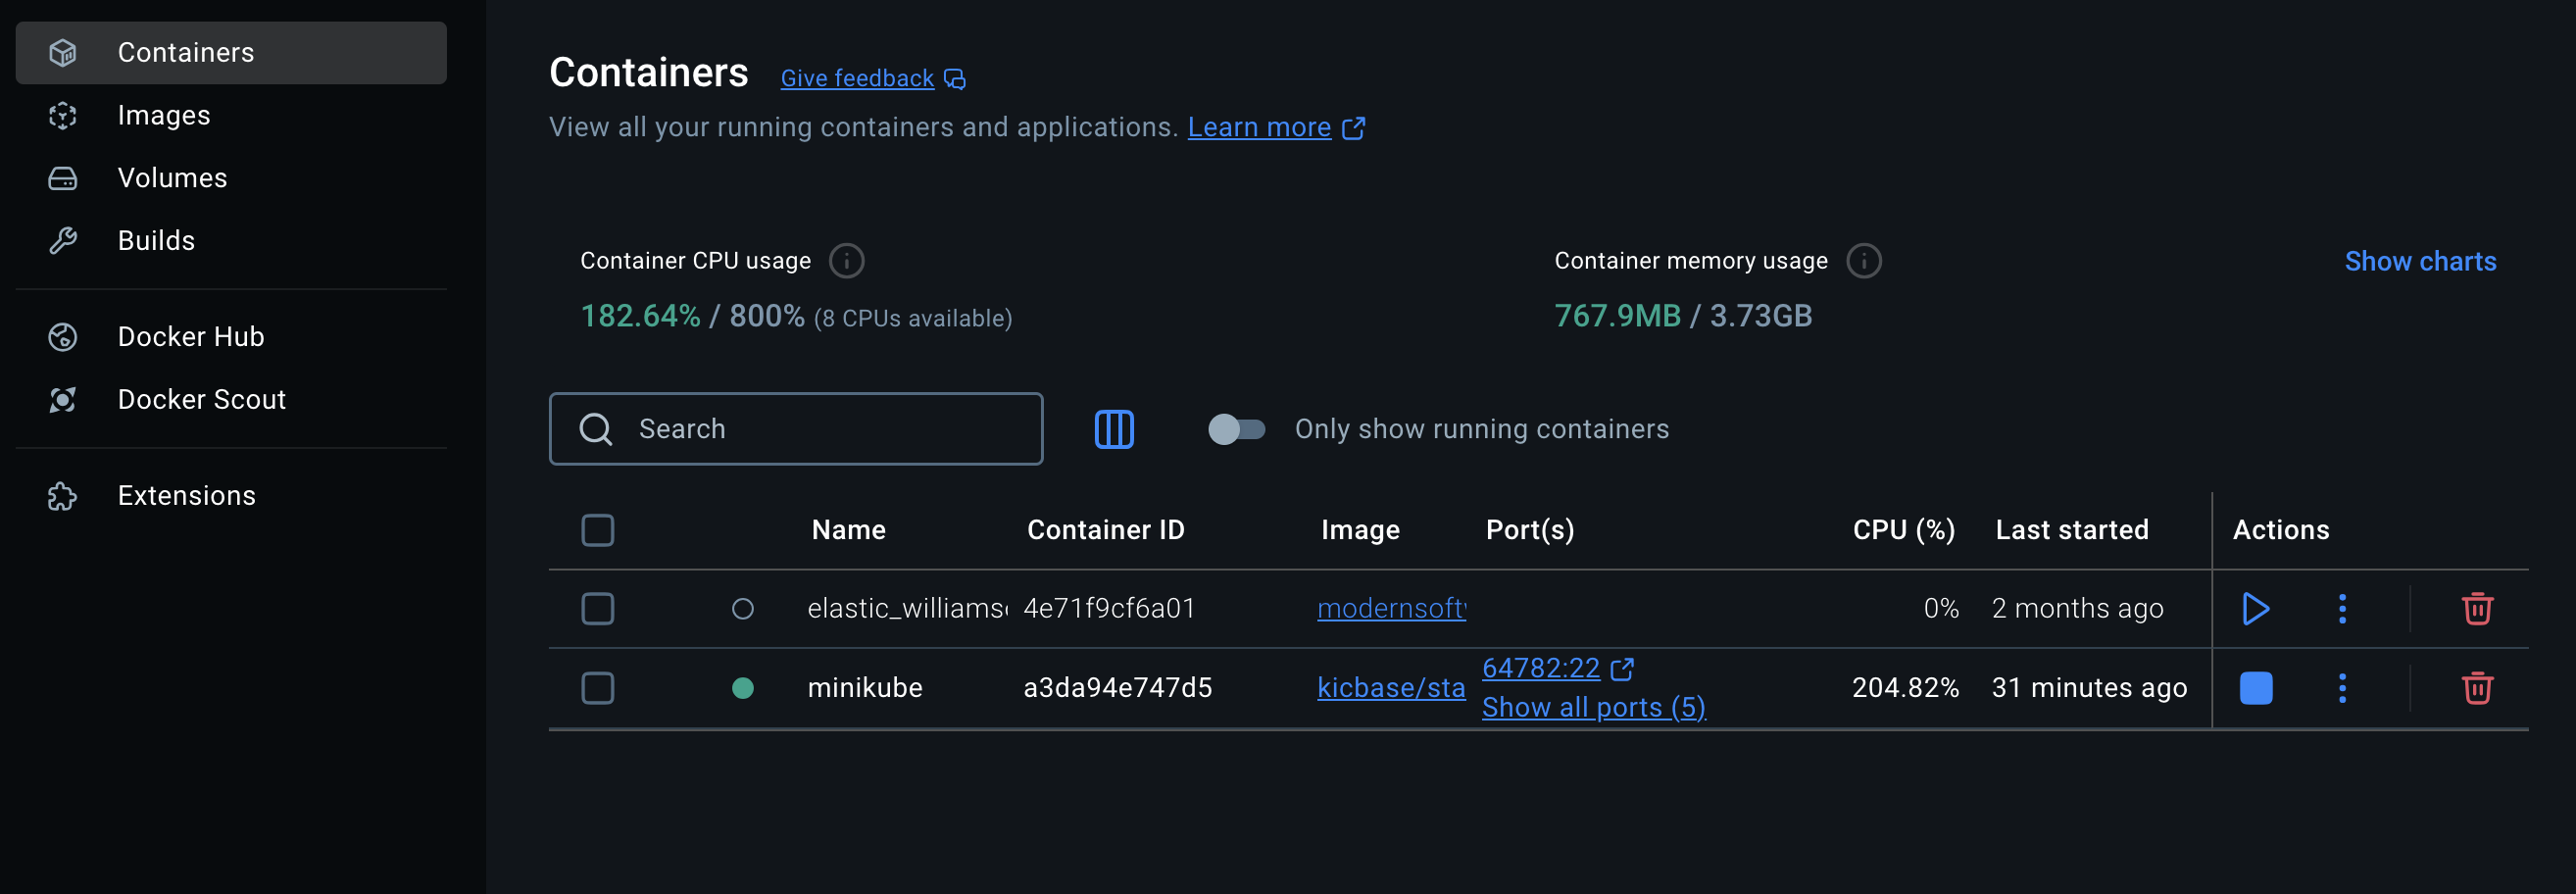 Containers
Images
Volumes
Builds
Docker Hub
Docker Scout
Extensions
Containers Give feedback
View all your running containers and applications. Learn more
Container CPU usage
182.64% / 800% (8 CPUs available)
Container memory usage
767.9MB / 3.73GB
Show charts
Search
Only show running containers
Name Container ID Image Port(s) CPU (%) Last started Actions
elastic_williams 4e71f9cf6a01 modernsoft 0% 2 months ago
minikube a3da94e747d5 kicbase/sta 64782:22 204.82% 31 minutes ago
Show all ports (5)